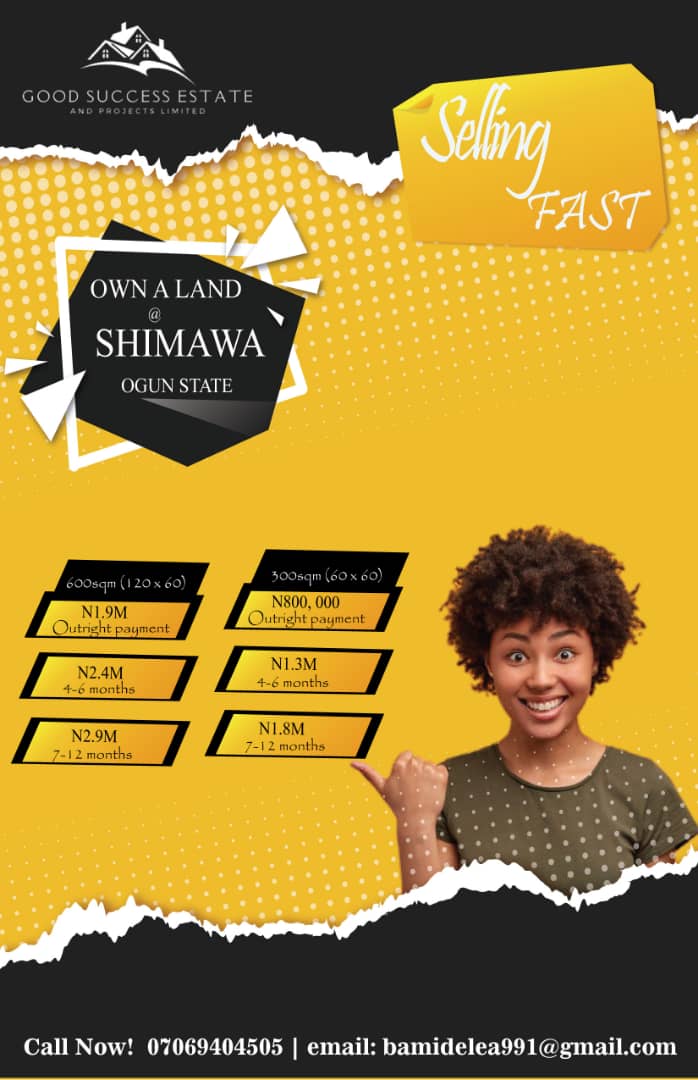 GOOD SUCCESS ESTATE
AND PROJECTS LIMITED
Selling
FAST
OWN A LAND
@
SHIMAWA
OGUN STATE
600sqm (120 x 60)
N1.9M
Outright payment
N2.4M
4-6 months
N2.9M
7-12 months
300sqm (60 x 60)
N800, 000
Outright payment
N1.3M
4-6 months
N1.8M
7-12 months
Call Now! 07069404505 | email: bamidelea991@gmail.com